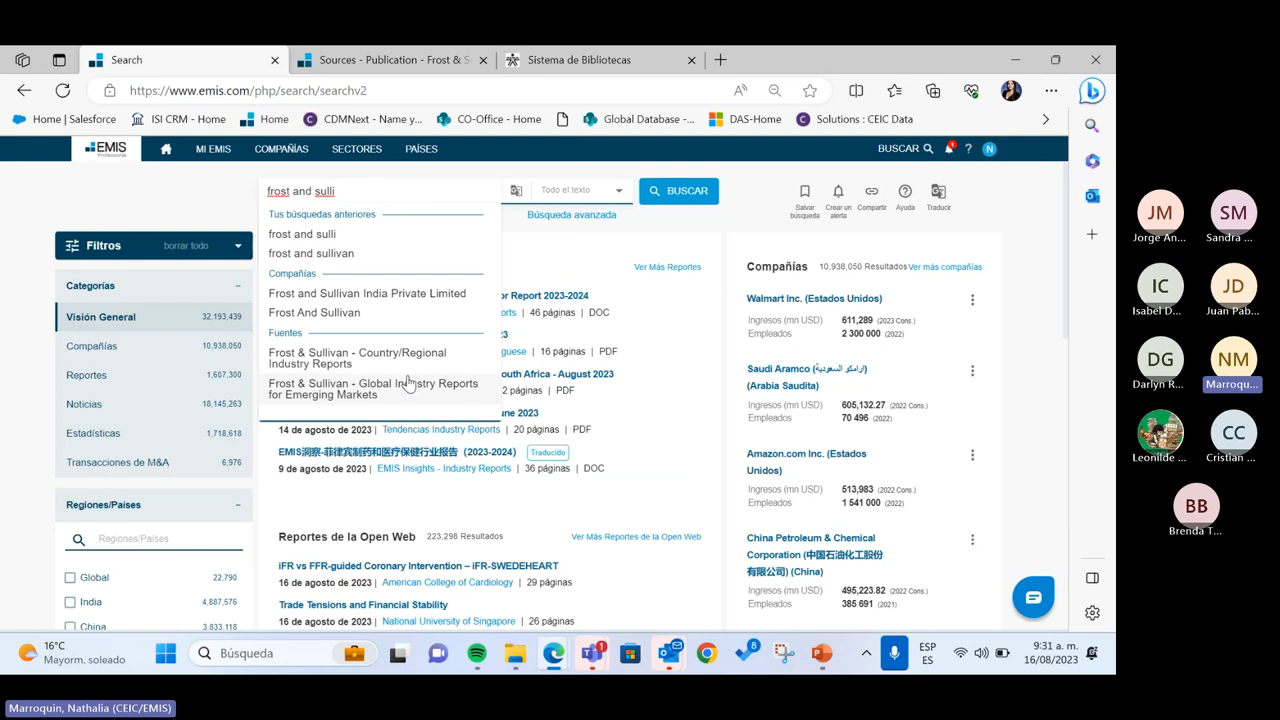 Search
Sources - Publication - Frost & S
Sistema de Bibliotecas
https://www.emis.com/php/search/searchv2
Home | Salesforce
ISI CRM - Home
Home
CDMNext - Name y...
CO-Office - Home
Global Database -...
DAS-Home
Solutions : CEIC Data
EMIS
Professional
MI EMIS
COMPAÑÍAS
SECTORES
PAÍSES
BUSCAR
1
?
N
frost and sulli
Todo el texto
BUSCAR
Búsqueda avanzada
Salvar búsqueda
Crear un alerta
Compartir
Ayuda
Traducir
Tus búsquedas anteriores
frost and sulli
frost and sullivan
Compañías
Frost and Sullivan India Private Limited
Frost And Sullivan
Fuentes
Frost & Sullivan - Country/Regional
Industry Reports
Frost & Sullivan - Global Industry Reports
for Emerging Markets
Filtros
borrar todo
Categorías
Visión General 32,193,439
Compañías 10,938,050
Reportes 1,607,300
Noticias 18,145,263
Estadísticas 1,718,618
Transacciones de M&A 6,976
Regiones/Países
Regiones/Países
Global 22,790
India 4,887,576
China 3,833,118
Ver Más Reportes
or Report 2023-2024
orts | 46 páginas | DOC
23
guese | 16 páginas | PDF
outh Africa - August 2023
2 páginas | PDF
une 2023
14 de agosto de 2023 | Tendencias Industry Reports | 20 páginas | PDF
EMIS洞察-菲律宾制药和医疗保健行业报告（2023-2024） Traducido
9 de agosto de 2023 | EMIS Insights - Industry Reports | 36 páginas | DOC
Reportes de la Open Web 223,298 Resultados Ver Más Reportes de la Open Web
iFR vs FFR-guided Coronary Intervention – iFR-SWEDEHEART
16 de agosto de 2023 | American College of Cardiology | 29 páginas
Trade Tensions and Financial Stability
16 de agosto de 2023 | National University of Singapore | 26 páginas
Compañías 10,938,050 Resultados Ver más compañías
Walmart Inc. (Estados Unidos)
Ingresos (mn USD) 611,289 (2023 Cons.)
Empleados 2 300 000 (2022)
Saudi Aramco (ارامكو السعودية)
(Arabia Saudita)
Ingresos (mn USD) 605,132.27 (2022 Cons.)
Empleados 70 496 (2022)
Amazon.com Inc. (Estados
Unidos)
Ingresos (mn USD) 513,983 (2022 Cons.)
Empleados 1 541 000 (2022)
China Petroleum & Chemical
Corporation (中国石油化工股份
有限公司) (China)
Ingresos (mn USD) 495,223.82 (2022 Cons.)
Empleados 385 691 (2021)
16°C
Mayorm. soleado
Búsqueda
1
8
ESP
ES
9:31 a. m.
16/08/2023
JM
Jorge An...
SM
Sandra ...
IC
Isabel D...
JD
Juan Pab...
DG
Darlyn R...
NM
Marroqu...
Leonilde ...
CC
Cristian ...
BB
Brenda T...
Marroquin, Nathalia (CEIC/EMIS)